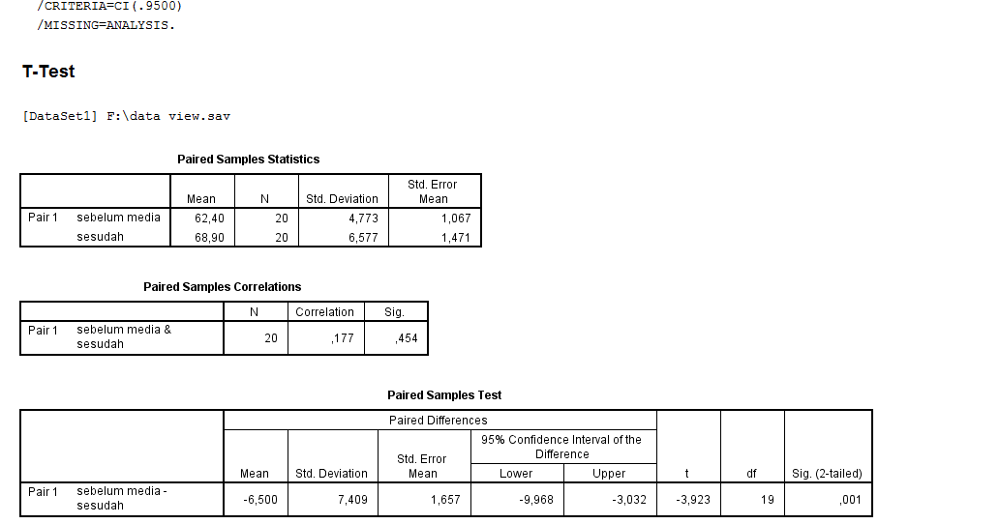 /CRITERIA=CI(.9500)
/MISSING=ANALYSIS.
T-Test
[DataSet1] F:\data view.sav
Paired Samples Statistics
Mean N Std. Deviation Std. Error Mean
Pair 1 sebelum media 62,40 20 4,773 1,067
sesudah 68,90 20 6,577 1,471
Paired Samples Correlations
N Correlation Sig.
Pair 1 sebelum media & sesudah 20 ,177 ,454
Paired Samples Test
Paired Differences
95% Confidence Interval of the Difference
Mean Std. Deviation Std. Error Mean Lower Upper t df Sig. (2-tailed)
Pair 1 sebelum media - sesudah -6,500 7,409 1,657 -9,968 -3,032 -3,923 19 ,001